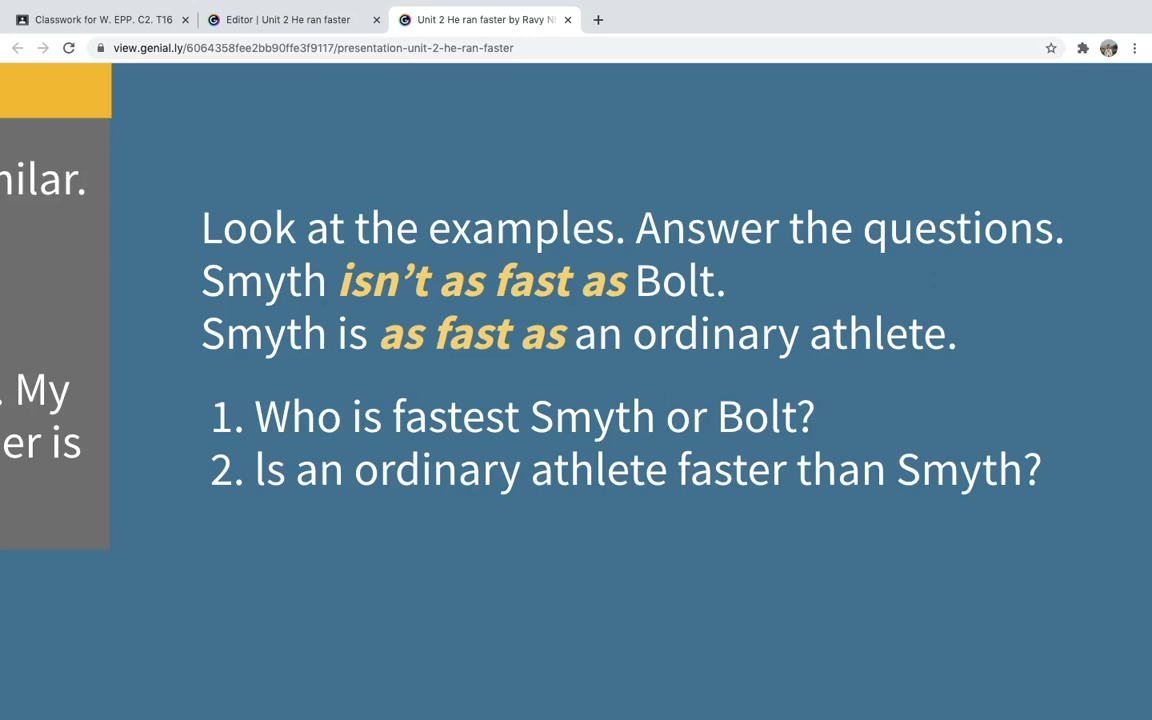 Classwork for W. EPP. C2. T16
Editor | Unit 2 He ran faster
Unit 2 He ran faster by Ravy N
view.genial.ly/6064358fee2bb90ffe3f9117/presentation-unit-2-he-ran-faster
nilar.
. My
er is
Look at the examples. Answer the questions.
Smyth isn't as fast as Bolt.
Smyth is as fast as an ordinary athlete.
1. Who is fastest Smyth or Bolt?
2. ls an ordinary athlete faster than Smyth?